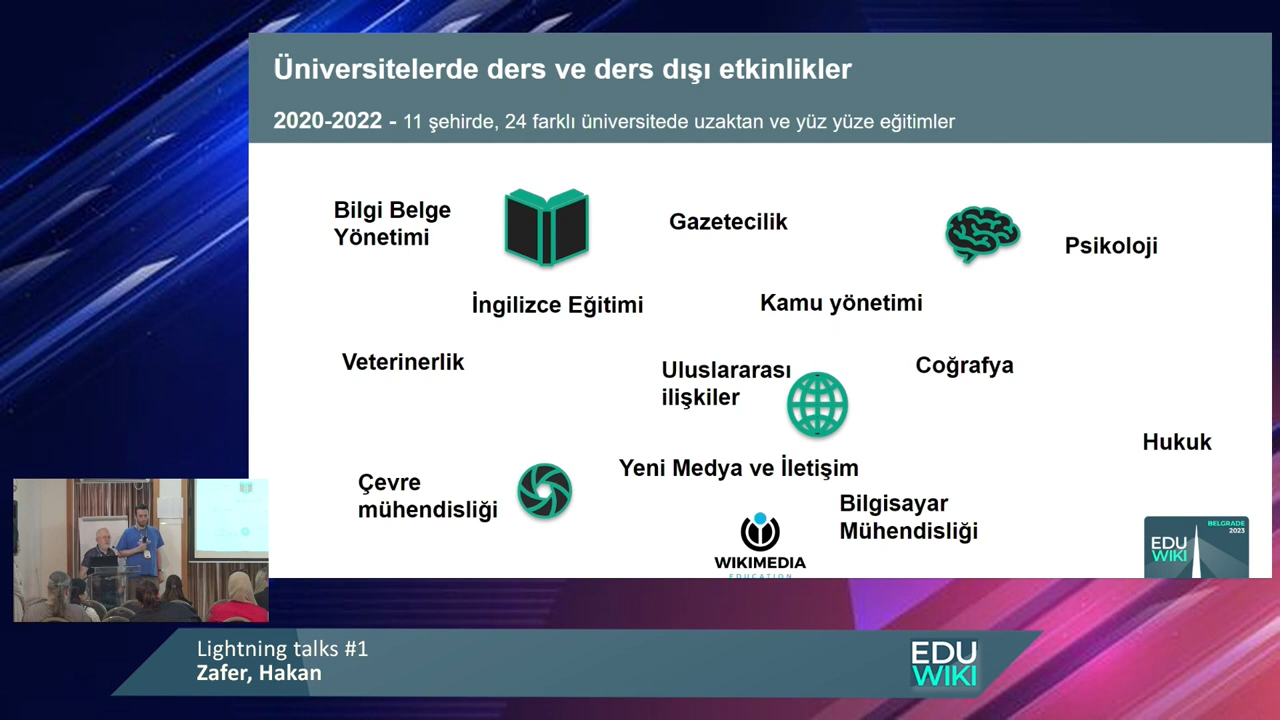 Üniversitelerde ders ve ders dışı etkinlikler
2020-2022 - 11 şehirde, 24 farklı üniversitede uzaktan ve yüz yüze eğitimler
Bilgi Belge
Yönetimi
Gazetecilik
Psikoloji
İngilizce Eğitimi
Kamu yönetimi
Veterinerlik
Uluslararası
ilişkiler
Coğrafya
Hukuk
Yeni Medya ve İletişim
Çevre
mühendisliği
Bilgisayar
Mühendisliği
WIKIMEDIA
EDUCATION
BELGRADE
2023
EDU
WIKI
Lightning talks #1
Zafer, Hakan
EDU
WIKI